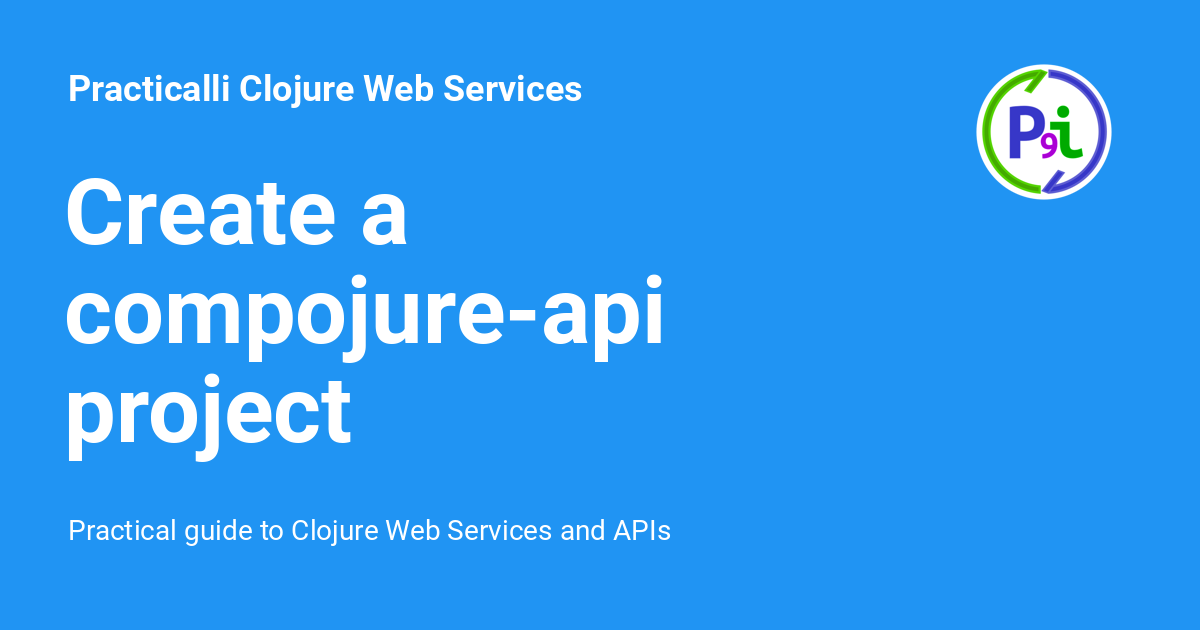 Practicalli Clojure Web Services
P9i
Create a
compojure-api
project
Practical guide to Clojure Web Services and APIs